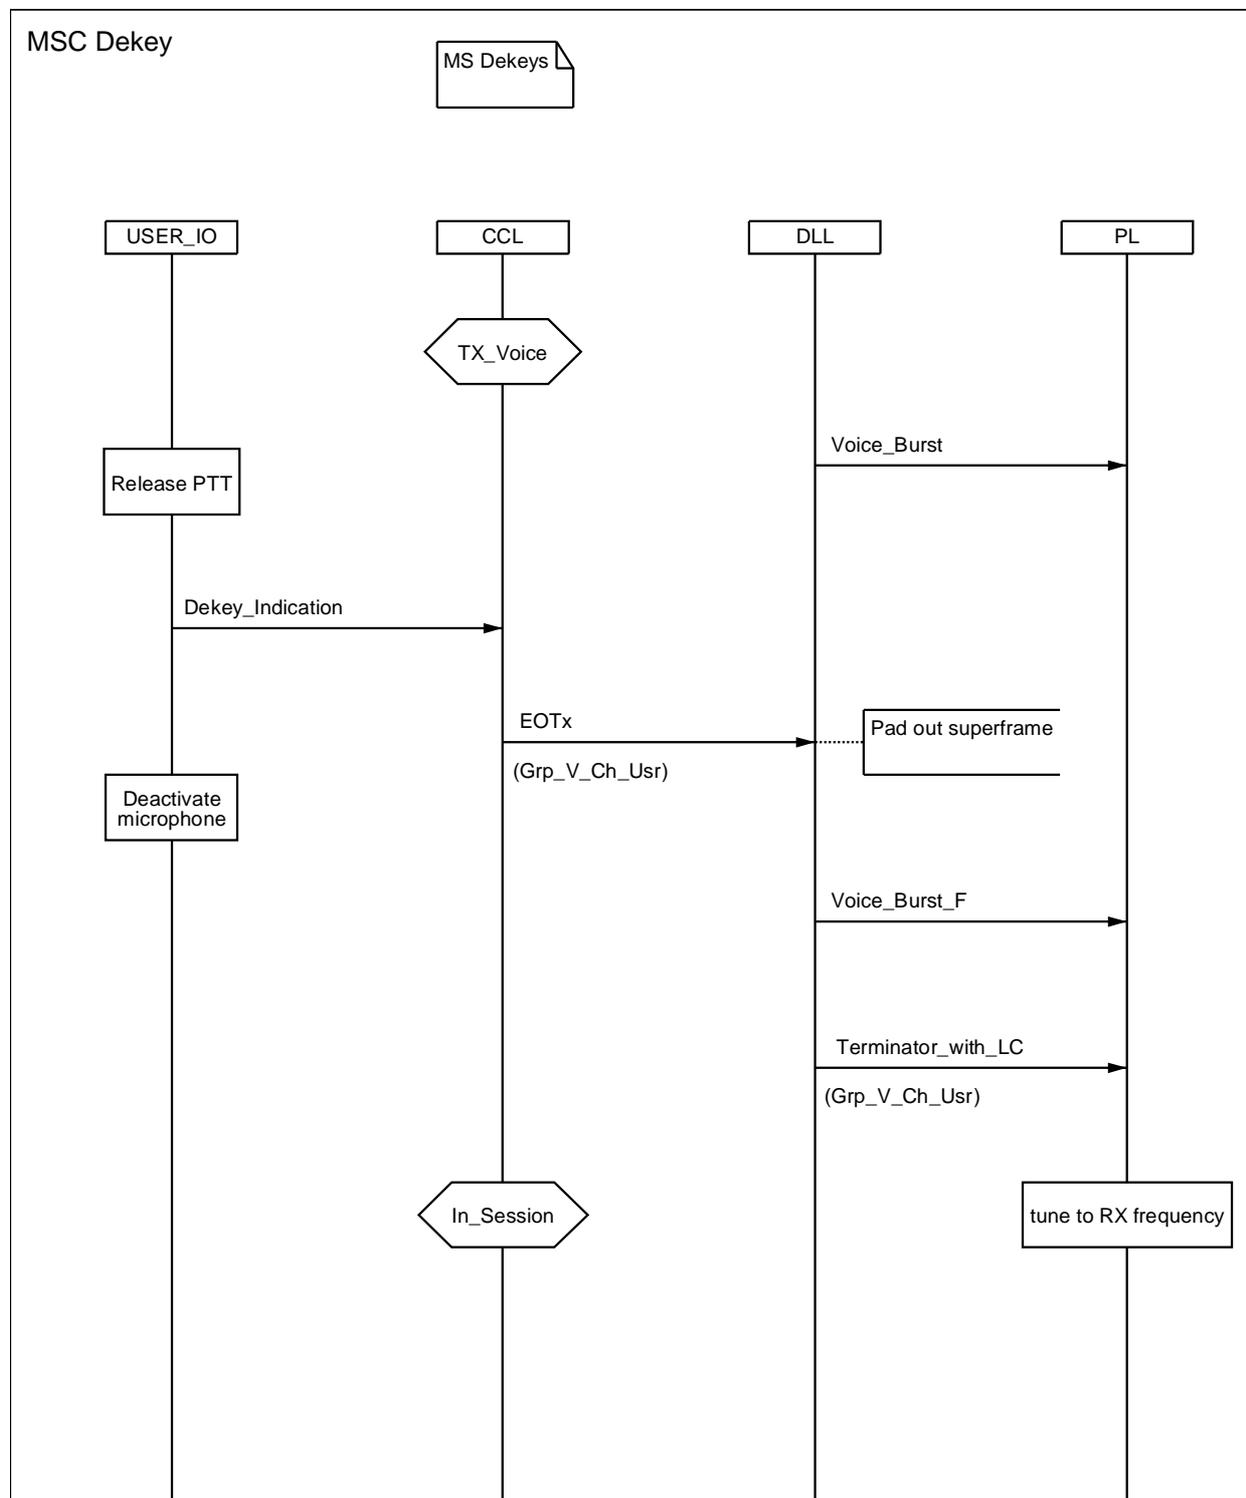 MSC Dekey
MS Dekeys
USER_IO
CCL
DLL
PL
TX_Voice
Voice_Burst
Release PTT
Dekey_Indication
EOTx
Pad out superframe
(Grp_V_Ch_Usr)
Deactivate
microphone
Voice_Burst_F
Terminator_with_LC
(Grp_V_Ch_Usr)
In_Session
tune to RX frequency